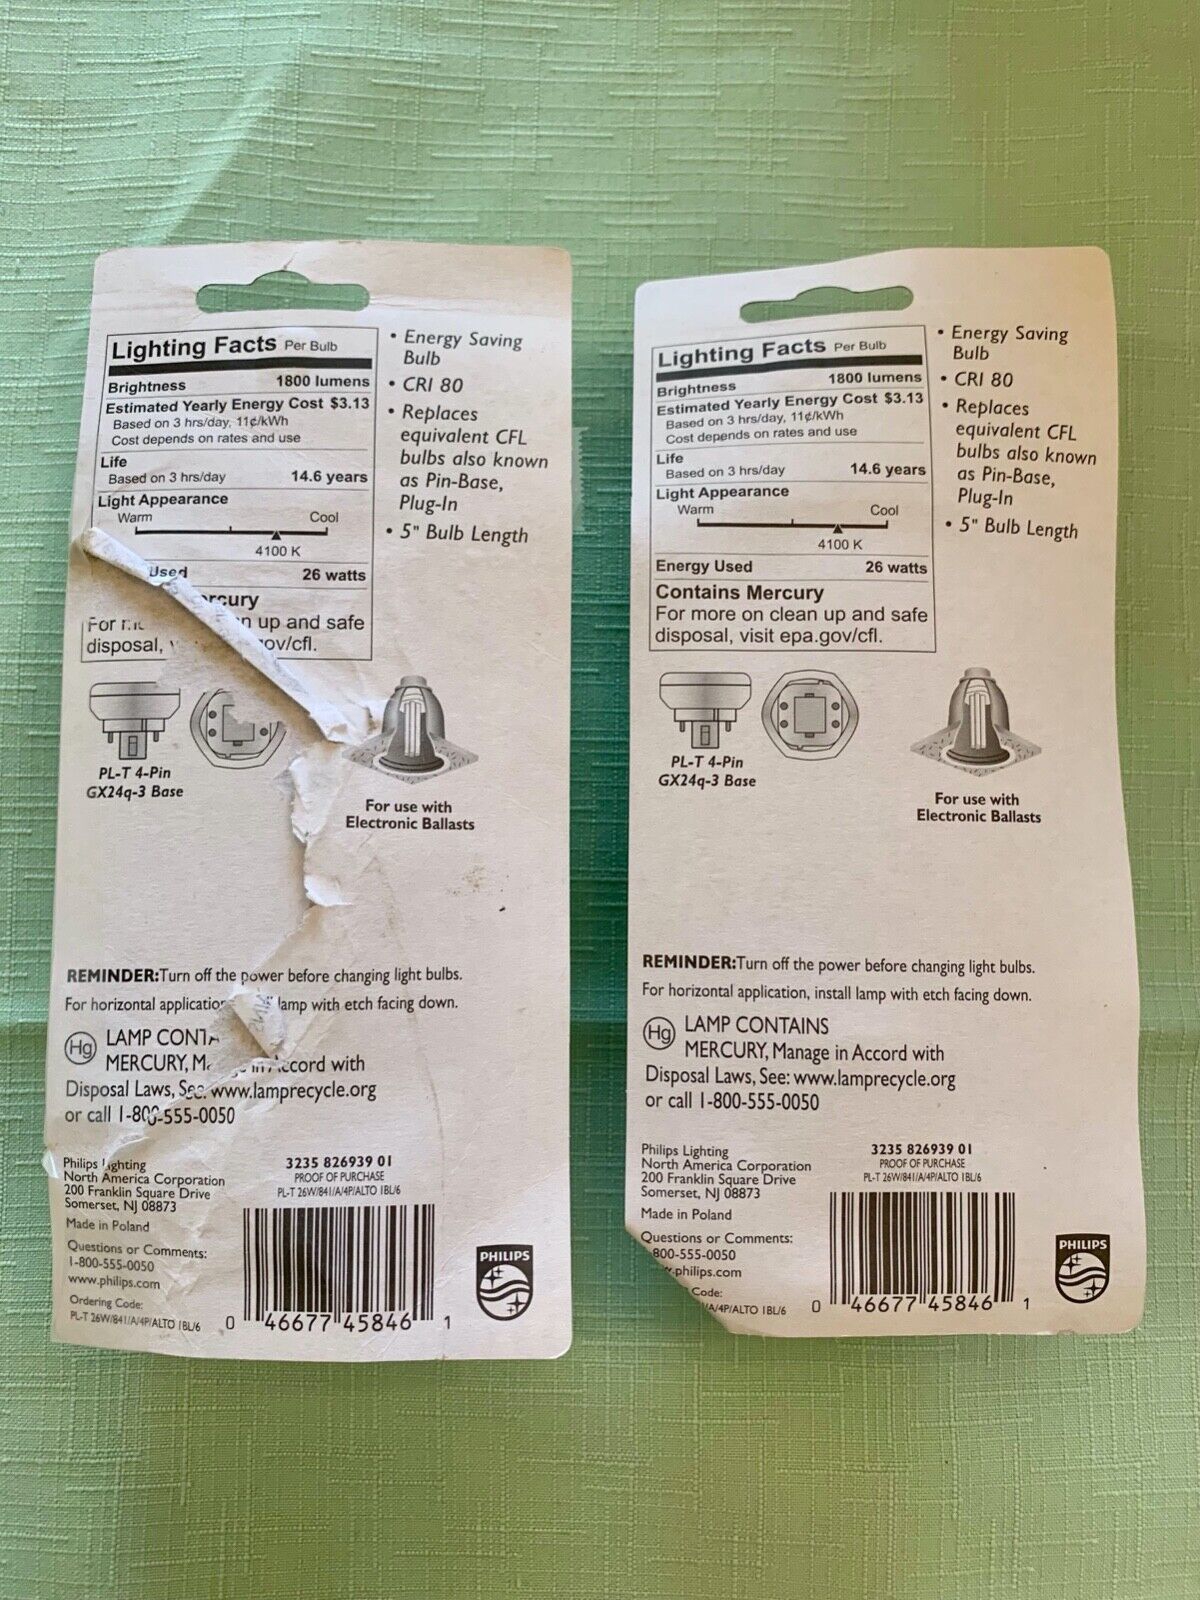 Lighting Facts Per Bulb
Brightness 1800 lumens
Estimated Yearly Energy Cost $3.13
Based on 3 hrs/day, 11¢/kWh
Cost depends on rates and use
Life
Based on 3 hrs/day 14.6 years
Light Appearance
Warm Cool
4100 K
Used 26 watts
ercury
For n up and safe
disposal, ov/cfl.
• Energy Saving
Bulb
• CRI 80
• Replaces
equivalent CFL
bulbs also known
as Pin-Base,
Plug-In
• 5" Bulb Length
PL-T 4-Pin
GX24q-3 Base
For use with
Electronic Ballasts
REMINDER:Turn off the power before changing light bulbs.
For horizontal application lamp with etch facing down.
Hg LAMP CONTA
MERCURY, in Accord with
Disposal Laws, See: www.lamprecycle.org
or call 1-800-555-0050
Philips Lighting
North America Corporation
200 Franklin Square Drive
Somerset, NJ 08873
Made in Poland
Questions or Comments:
1-800-555-0050
www.philips.com
Ordering Code:
PL-T 26W/841/A/4P/ALTO 1BL/6
3235 826939 01
PROOF OF PURCHASE
PL-T 26W/841/A/4P/ALTO 1BL/6
0 46677 45846 1
PHILIPS
Lighting Facts Per Bulb
Brightness 1800 lumens
Estimated Yearly Energy Cost $3.13
Based on 3 hrs/day, 11¢/kWh
Cost depends on rates and use
Life
Based on 3 hrs/day 14.6 years
Light Appearance
Warm Cool
4100 K
Energy Used 26 watts
Contains Mercury
For more on clean up and safe
disposal, visit epa.gov/cfl.
• Energy Saving
Bulb
• CRI 80
• Replaces
equivalent CFL
bulbs also known
as Pin-Base,
Plug-In
• 5" Bulb Length
PL-T 4-Pin
GX24q-3 Base
For use with
Electronic Ballasts
REMINDER:Turn off the power before changing light bulbs.
For horizontal application, install lamp with etch facing down.
Hg LAMP CONTAINS
MERCURY, Manage in Accord with
Disposal Laws, See: www.lamprecycle.org
or call 1-800-555-0050
Philips Lighting
North America Corporation
200 Franklin Square Drive
Somerset, NJ 08873
Made in Poland
Questions or Comments:
800-555-0050
.philips.com
Code:
/A/4P/ALTO 1BL/6
3235 826939 01
PROOF OF PURCHASE
PL-T 26W/841/A/4P/ALTO 1BL/6
0 46677 45846 1
PHILIPS